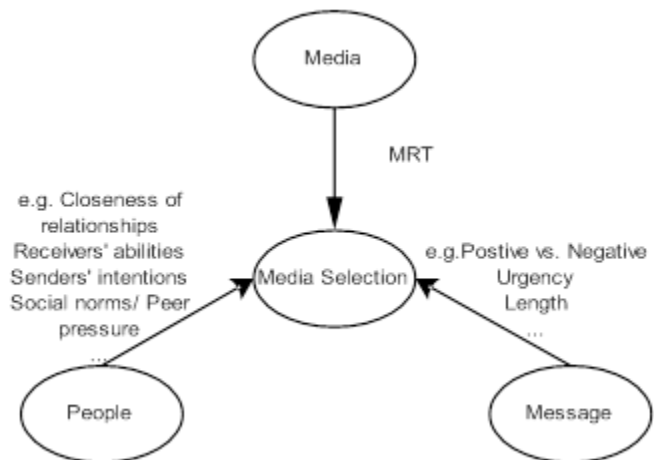 Media
MRT
e.g. Closeness of
relationships
Receivers' abilities
Senders' intentions
Social norms/ Peer
pressure
...
Media Selection
e.g.Postive vs. Negative
Urgency
Length
...
People
Message